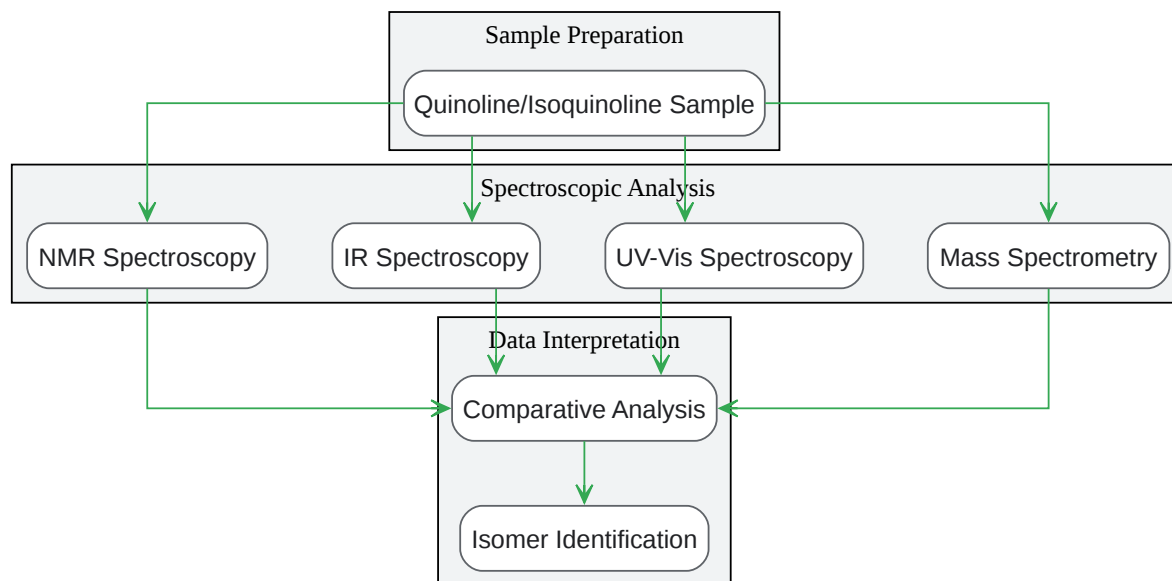 Sample Preparation
Quinoline/Isoquinoline Sample
Spectroscopic Analysis
NMR Spectroscopy
IR Spectroscopy
UV-Vis Spectroscopy
Mass Spectrometry
Data Interpretation
Comparative Analysis
Isomer Identification